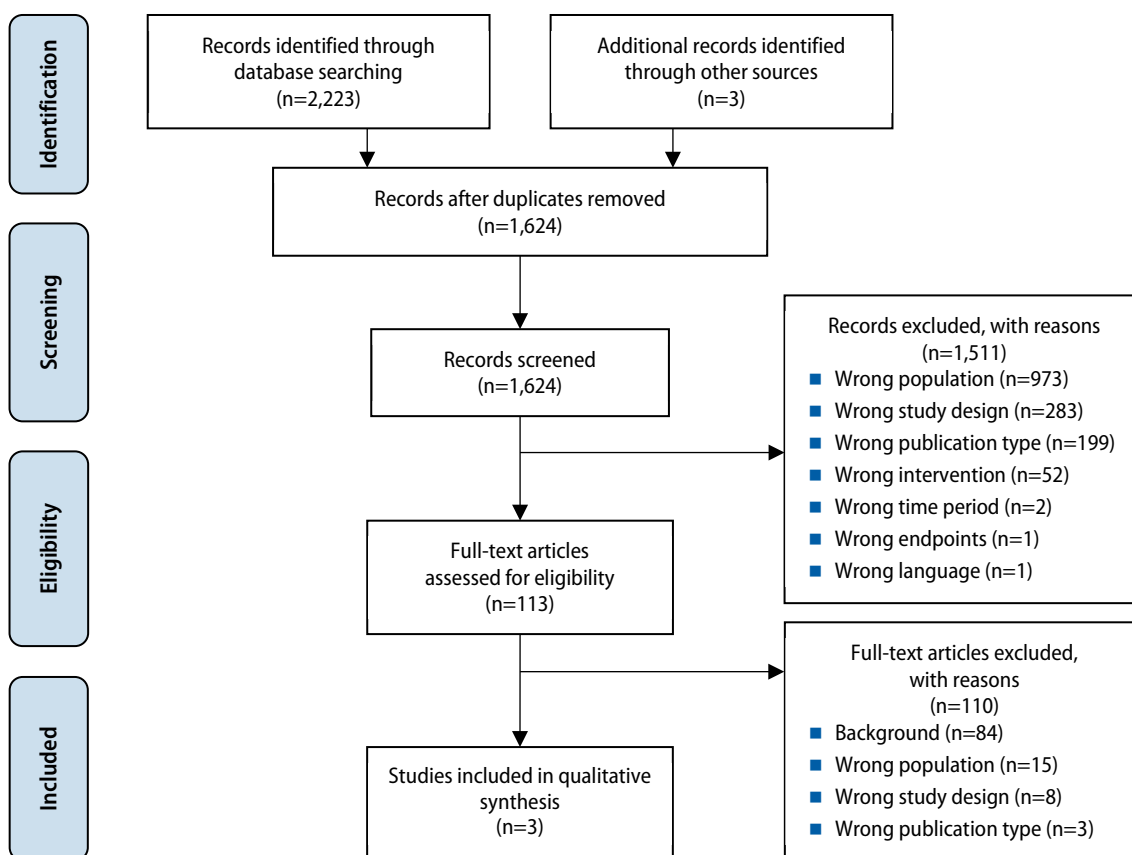 Identification
Records identified through
database searching
(n=2,223)
Additional records identified
through other sources
(n=3)
Records after duplicates removed
(n=1,624)
Screening
Records screened
(n=1,624)
Records excluded, with reasons
(n=1,511)
Wrong population (n=973)
Wrong study design (n=283)
Wrong publication type (n=199)
Wrong intervention (n=52)
Wrong time period (n=2)
Wrong endpoints (n=1)
Wrong language (n=1)
Eligibility
Full-text articles
assessed for eligibility
(n=113)
Full-text articles excluded,
with reasons
(n=110)
Background (n=84)
Wrong population (n=15)
Wrong study design (n=8)
Wrong publication type (n=3)
Included
Studies included in qualitative
synthesis
(n=3)